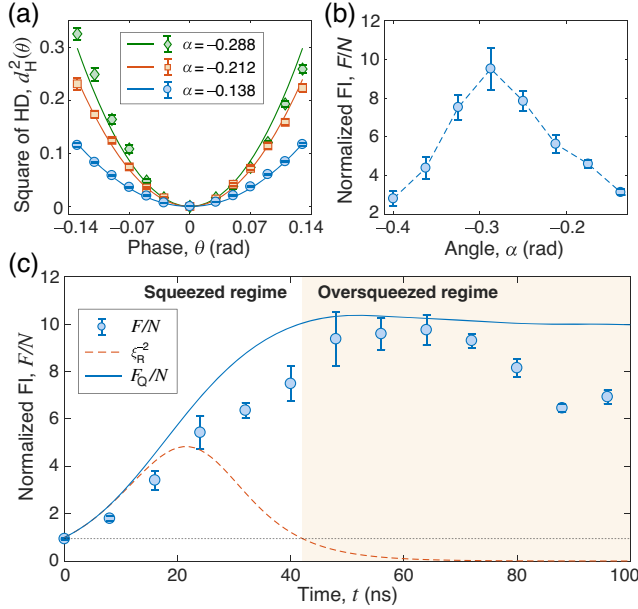 (a)
Square of HD, d²_H(θ)
0.3
0.2
0.1
0
α=−0.288
α=−0.212
α=−0.138
−0.14
−0.07
0
0.07
0.14
Phase, θ (rad)
(b)
Normalized FI, F/N
12
10
8
6
4
2
−0.4
−0.3
−0.2
Angle, α (rad)
(c)
Normalized FI, F/N
12
10
8
6
4
2
0
Squeezed regime
Oversqueezed regime
F/N
ξ_R^−2
F_Q/N
0
20
40
60
80
100
Time, t (ns)